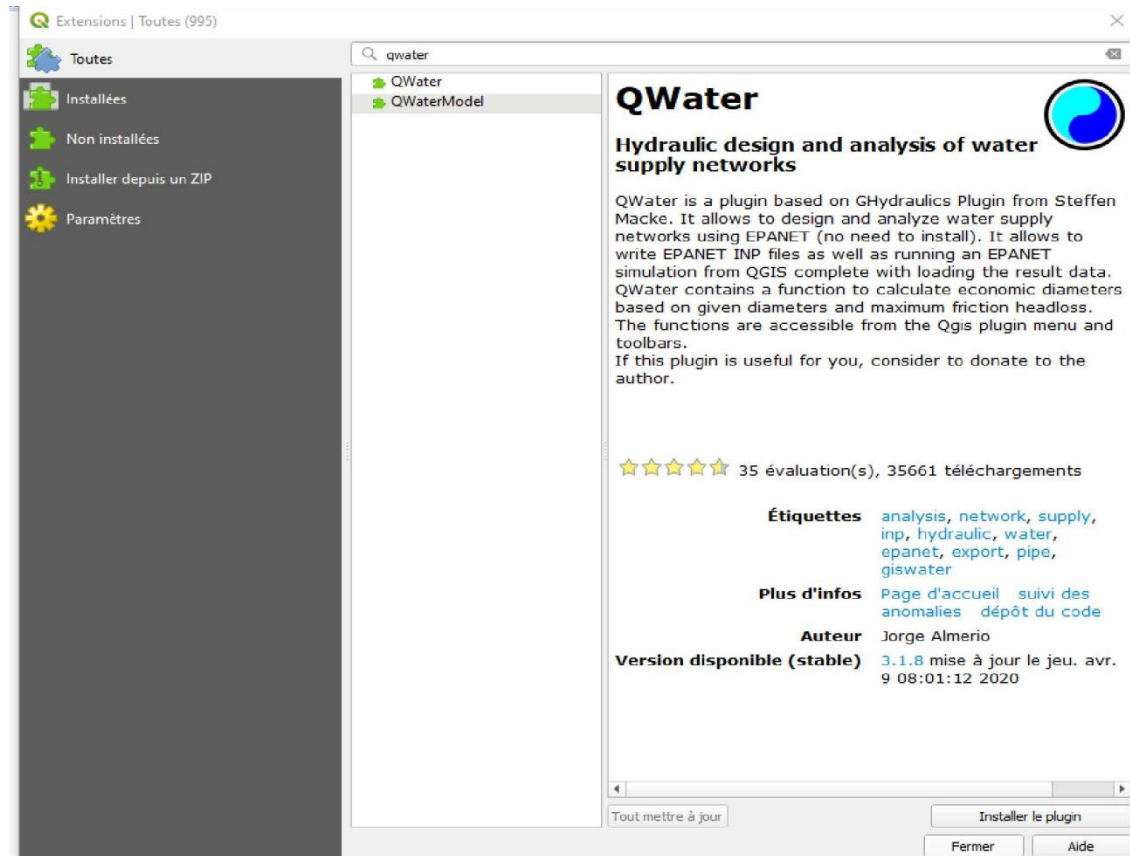 Extensions | Toutes (995)
Toutes
Installées
Non installées
Installer depuis un ZIP
Paramètres
qwater
QWater
QWaterModel
QWater
Hydraulic design and analysis of water
supply networks
QWater is a plugin based on GHydraulics Plugin from Steffen
Macke. It allows to design and analyze water supply
networks using EPANET (no need to install). It allows to
write EPANET INP files as well as running an EPANET
simulation from QGIS complete with loading the result data.
QWater contains a function to calculate economic diameters
based on given diameters and maximum friction headloss.
The functions are accessible from the Qgis plugin menu and
toolbars.
If this plugin is useful for you, consider to donate to the
author.
35 évaluation(s), 35661 téléchargements
Étiquettes analysis, network, supply,
inp, hydraulic, water,
epanet, export, pipe,
giswater
Plus d'infos Page d'accueil suivi des
anomalies dépôt du code
Auteur Jorge Almerio
Version disponible (stable) 3.1.8 mise à jour le jeu. avr.
9 08:01:12 2020
Tout mettre à jour
Installer le plugin
Fermer
Aide